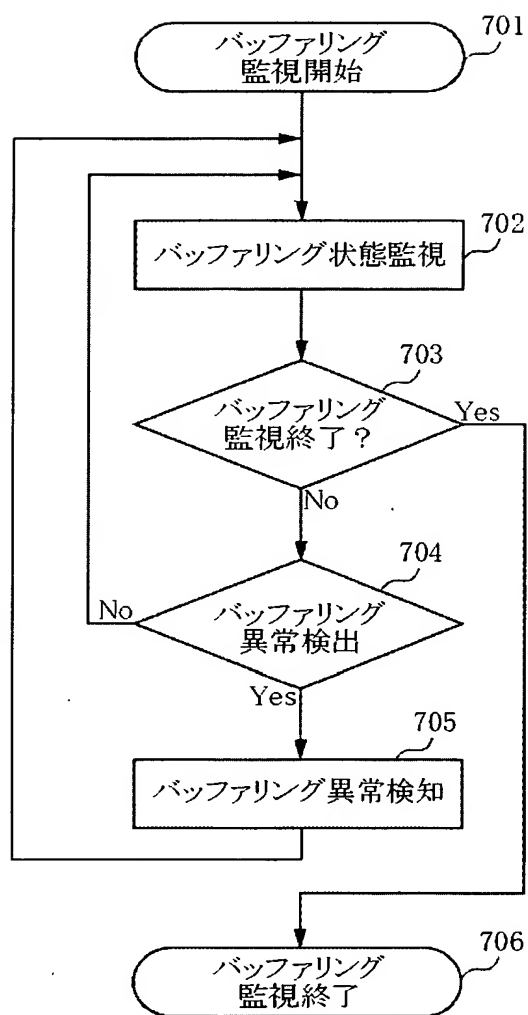 バッファリング
監視開始
701
バッファリング状態監視
702
703
バッファリング
監視終了？
Yes
No
704
バッファリング
異常検出
No
Yes
705
バッファリング異常検知
706
バッファリング
監視終了